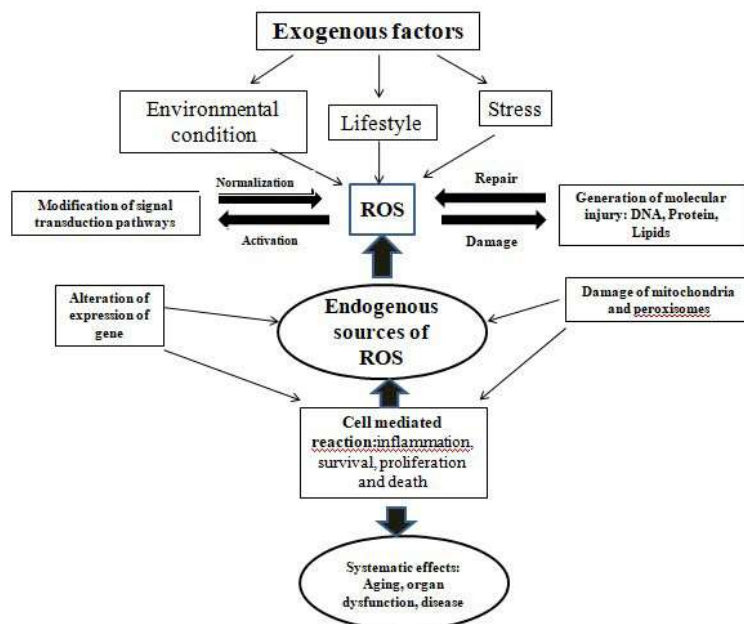 Exogenous factors
Environmental
condition
Lifestyle
Stress
Normalization
Repair
Modification of signal
transduction pathways
ROS
Generation of molecular
injury: DNA, Protein,
Lipids
Activation
Damage
Alteration of
expression of
gene
Endogenous
sources of
ROS
Damage of mitochondria
and peroxisomes
Cell mediated
reaction:inflammation,
survival, proliferation
and death
Systematic effects:
Aging, organ
dysfunction, disease